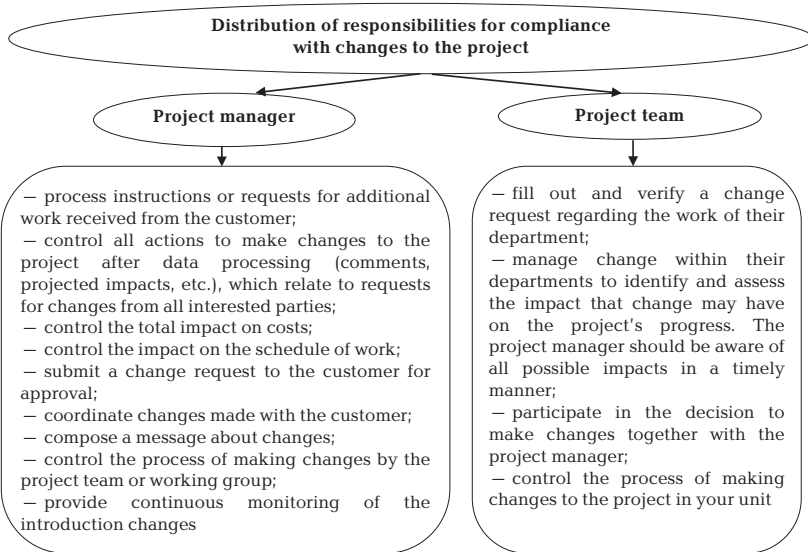 Distribution of responsibilities for compliance
with changes to the project
Project manager
Project team
— process instructions or requests for additional
work received from the customer;
— control all actions to make changes to the
project after data processing (comments,
projected impacts, etc.), which relate to requests
for changes from all interested parties;
— control the total impact on costs;
— control the impact on the schedule of work;
— submit a change request to the customer for
approval;
— coordinate changes made with the customer;
— compose a message about changes;
— control the process of making changes by the
project team or working group;
— provide continuous monitoring of the
introduction changes
— fill out and verify a change
request regarding the work of their
department;
— manage change within their
departments to identify and assess
the impact that change may have
on the project’s progress. The
project manager should be aware of
all possible impacts in a timely
manner;
— participate in the decision to
make changes together with the
project manager;
— control the process of making
changes to the project in your unit